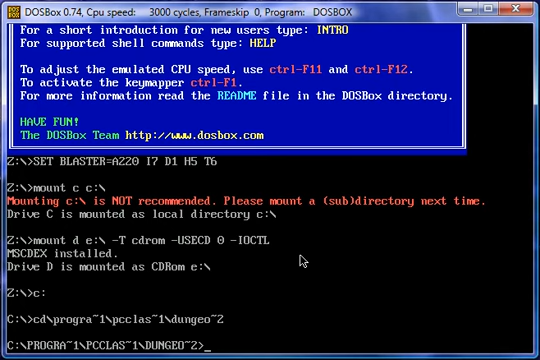 DOSBox 0.74, Cpu speed:    3000 cycles, Frameskip  0, Program:   DOSBOX
For a short introduction for new users type: INTRO
For supported shell commands type: HELP
To adjust the emulated CPU speed, use ctrl-F11 and ctrl-F12.
To activate the keymapper ctrl-F1.
For more information read the README file in the DOSBox directory.
HAVE FUN!
The DOSBox Team http://www.dosbox.com
Z:\>SET BLASTER=A220 I7 D1 H5 T6
Z:\>mount c c:\
Mounting c:\ is NOT recommended. Please mount a (sub)directory next time.
Drive C is mounted as local directory c:\
Z:\>mount d e:\ -T cdrom -USECD 0 -IOCTL
MSCDEX installed.
Drive D is mounted as CDRom e:\
Z:\>c:
C:\>cd\progra~1\pcclas~1\dungeo~2
C:\PROGRA~1\PCCLAS~1\DUNGEO~2>_